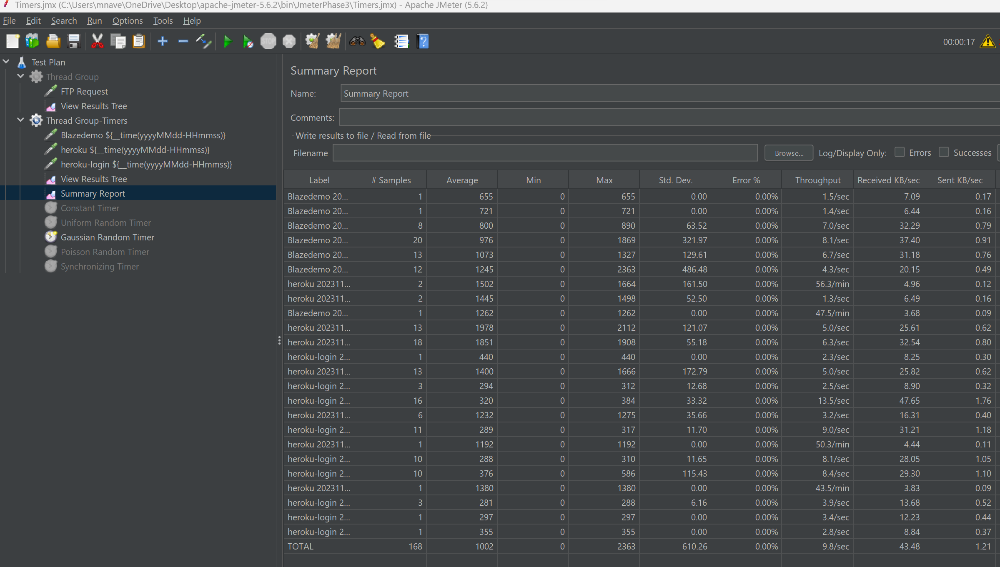 Timers.jmx (C:\Users\mnave\OneDrive\Desktop\apache-jmeter-5.6.2\bin\JmeterPhase3\Timers.jmx) - Apache JMeter (5.6.2)
File Edit Search Run Options Tools Help
STOP
00:00:17
Test Plan
Thread Group
FTP Request
View Results Tree
Thread Group-Timers
Blazedemo ${__time(yyyyMMdd-HHmmss)}
heroku ${__time(yyyyMMdd-HHmmss)}
heroku-login ${__time(yyyyMMdd-HHmmss)}
View Results Tree
Summary Report
Constant Timer
Uniform Random Timer
Gaussian Random Timer
Poisson Random Timer
Synchronizing Timer
Summary Report
Name: Summary Report
Comments:
Write results to file / Read from file
Filename Browse... Log/Display Only: Errors Successes
Label # Samples Average Min Max Std. Dev. Error % Throughput Received KB/sec Sent KB/sec
Blazedemo 20... 1 655 0 655 0.00 0.00% 1.5/sec 7.09 0.17
Blazedemo 20... 1 721 0 721 0.00 0.00% 1.4/sec 6.44 0.16
Blazedemo 20... 8 800 0 890 63.52 0.00% 7.0/sec 32.29 0.79
Blazedemo 20... 20 976 0 1869 321.97 0.00% 8.1/sec 37.40 0.91
Blazedemo 20... 13 1073 0 1327 129.61 0.00% 6.7/sec 31.18 0.76
Blazedemo 20... 12 1245 0 2363 486.48 0.00% 4.3/sec 20.15 0.49
heroku 202311... 2 1502 0 1664 161.50 0.00% 56.3/min 4.96 0.12
heroku 202311... 2 1445 0 1498 52.50 0.00% 1.3/sec 6.49 0.16
Blazedemo 20... 1 1262 0 1262 0.00 0.00% 47.5/min 3.68 0.09
heroku 202311... 13 1978 0 2112 121.07 0.00% 5.0/sec 25.61 0.62
heroku 202311... 18 1851 0 1908 55.18 0.00% 6.3/sec 32.54 0.80
heroku-login 2... 1 440 0 440 0.00 0.00% 2.3/sec 8.25 0.30
heroku 202311... 13 1400 0 1666 172.79 0.00% 5.0/sec 25.82 0.62
heroku-login 2... 3 294 0 312 12.68 0.00% 2.5/sec 8.90 0.32
heroku-login 2... 16 320 0 384 33.32 0.00% 13.5/sec 47.65 1.76
heroku 202311... 6 1232 0 1275 35.66 0.00% 3.2/sec 16.31 0.40
heroku-login 2... 11 289 0 317 11.70 0.00% 9.0/sec 31.21 1.18
heroku 202311... 1 1192 0 1192 0.00 0.00% 50.3/min 4.44 0.11
heroku-login 2... 10 288 0 310 11.65 0.00% 8.1/sec 28.05 1.05
heroku-login 2... 10 376 0 586 115.43 0.00% 8.4/sec 29.30 1.10
heroku 202311... 1 1380 0 1380 0.00 0.00% 43.5/min 3.83 0.09
heroku-login 2... 3 281 0 288 6.16 0.00% 3.9/sec 13.68 0.52
heroku-login 2... 1 297 0 297 0.00 0.00% 3.4/sec 12.23 0.44
heroku-login 2... 1 355 0 355 0.00 0.00% 2.8/sec 8.84 0.37
TOTAL 168 1002 0 2363 610.26 0.00% 9.8/sec 43.48 1.21